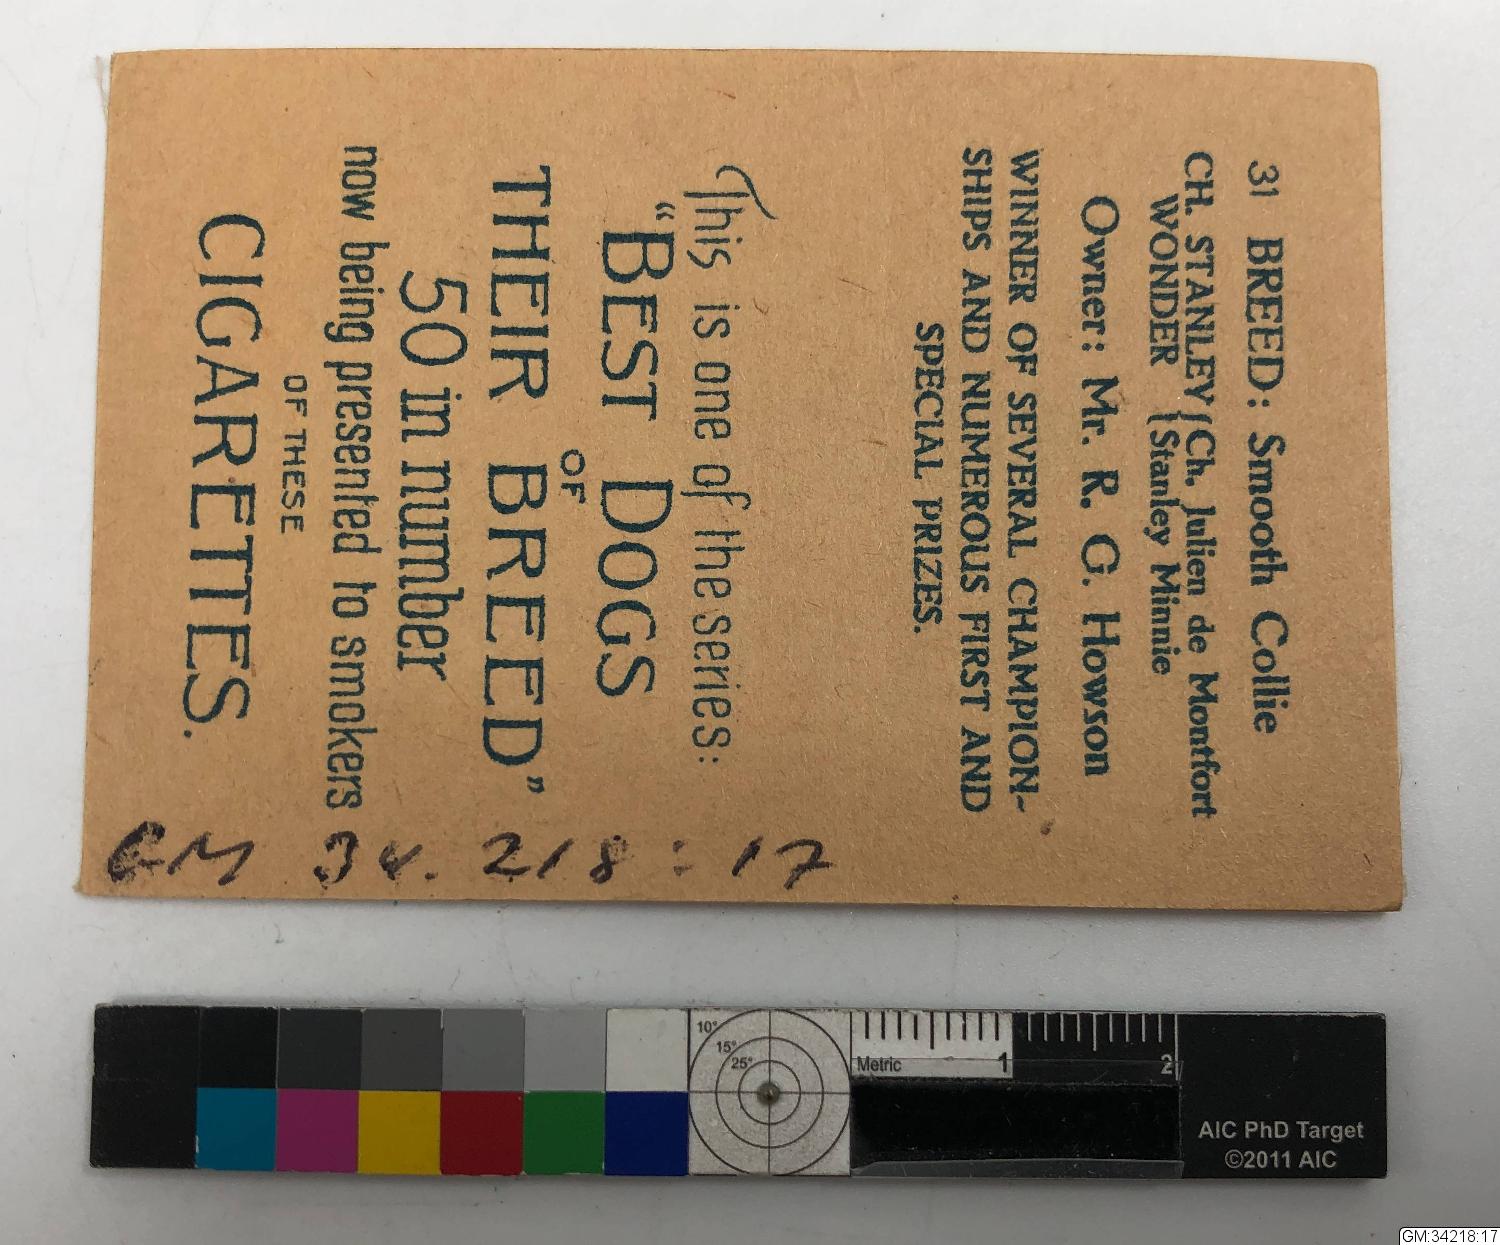 31 BREED: Smooth Collie
CH. STANLEY { Ch. Julien de Montfort
WONDER { Stanley Minnie
Owner: Mr. R. G. Howson
WINNER OF SEVERAL CHAMPION-
SHIPS AND NUMEROUS FIRST AND
SPECIAL PRIZES.
This is one of the series:
"BEST DOGS
OF
THEIR BREED"
50 in number
now being presented to smokers
OF THESE
CIGARETTES.
GM 34.218:17
10°
15°
25°
Metric 1 2
AIC PhD Target
©2011 AIC
GM:34218:17